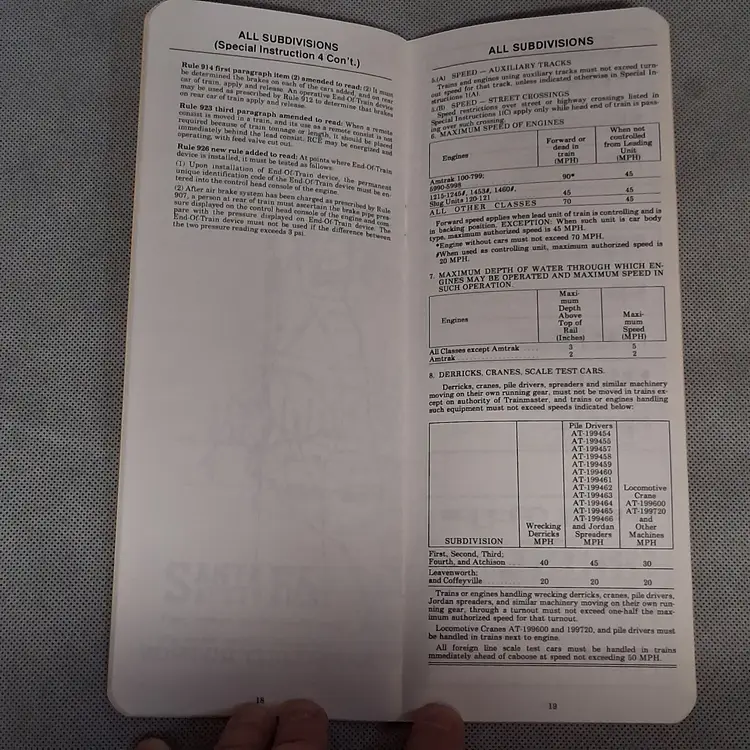 ALL SUBDIVISIONS
(Special Instruction 4 Con't.)
Rule 914 first paragraph item (2) amended to read: (2) It must
be determined the brakes on each of the cars added, and on rear
car of train, apply and release. An operative End-Of-Train device
may be used as prescribed by Rule 912 to determine that brakes
on rear car of train apply and release.
Rule 923 third paragraph amended to read: When a remote
consist is moved in a train, and its use as a remote consist is not
required because of train tonnage or length, it should be placed
immediately behind the lead consist. RCE may be energized and
operating, with feed valve cut out.
Rule 926 new rule added to read: At points where End-Of-Train
device is installed, it must be tested as follows:
(1) Upon installation of End-Of-Train device, the permanent
unique identification code of the End-Of-Train device must be en-
tered into the control head console of the engine.
(2) After air brake system has been charged as prescribed by Rule
907, a person at rear of train must ascertain the brake pipe pres-
sure displayed on the control head console of the engine and com-
pare with the pressure displayed on End-Of-Train device. The
End-Of-Train device must not be used if the difference between
the two pressure reading exceeds 3 psi.
18
ALL SUBDIVISIONS
5.(A) SPEED — AUXILIARY TRACKS
Trains and engines using auxiliary tracks must not exceed turn-
out speed for that track, unless indicated otherwise in Special In-
structions 1(A).
5.(B) SPEED — STREET CROSSINGS
Speed restrictions over street or highway crossings listed in
Special Instructions 1(C) apply only while head end of train is pass-
ing over such crossing.
6. MAXIMUM SPEED OF ENGINES
Engines
Forward or
dead in
train
(MPH)
When not
controlled
from Leading
Unit
(MPH)
Amtrak 100-799;
5990-5998 90* 45
1215-1245#, 1453#, 1460#,
Slug Units 120-121 45 45
ALL OTHER CLASSES 70 45
Forward speed applies when lead unit of train is controlling and is
in backing position, EXCEPTION: When such unit is car body
type, maximum authorized speed is 45 MPH.
*Engine without cars must not exceed 70 MPH.
#When used as controlling unit, maximum authorized speed is
20 MPH.
7. MAXIMUM DEPTH OF WATER THROUGH WHICH EN-
GINES MAY BE OPERATED AND MAXIMUM SPEED IN
SUCH OPERATION.
Engines
Maxi-
mum
Depth
Above
Top of
Rail
(Inches)
Maxi-
mum
Speed
(MPH)
All Classes except Amtrak 3 5
Amtrak 2 2
8. DERRICKS, CRANES, SCALE TEST CARS.
Derricks, cranes, pile drivers, spreaders and similar machinery
moving on their own running gear, must not be moved in trains ex-
cept on authority of Trainmaster, and trains or engines handling
such equipment must not exceed speeds indicated below:
SUBDIVISION
Wrecking
Derricks
MPH
Pile Drivers
AT-199454
AT-199455
AT-199457
AT-199458
AT-199459
AT-199460
AT-199461
AT-199462
AT-199463
AT-199464
AT-199465
AT-199466
and Jordan
Spreaders
MPH
Locomotive
Crane
AT-199600
AT-199720
and
Other
Machines
MPH
First, Second, Third;
Fourth, and Atchison 40 45 30
Leavenworth;
and Coffeyville 20 20 20
Trains or engines handling wrecking derricks, cranes, pile drivers,
Jordan spreaders, and similar machinery moving on their own run-
ning gear, through a turnout must not exceed one-half the max-
imum authorized speed for that turnout.
Locomotive Cranes AT-199600 and 199720, and pile drivers must
be handled in trains next to engine.
All foreign line scale test cars must be handled in trains
immediately ahead of caboose at speed not exceeding 50 MPH.
19